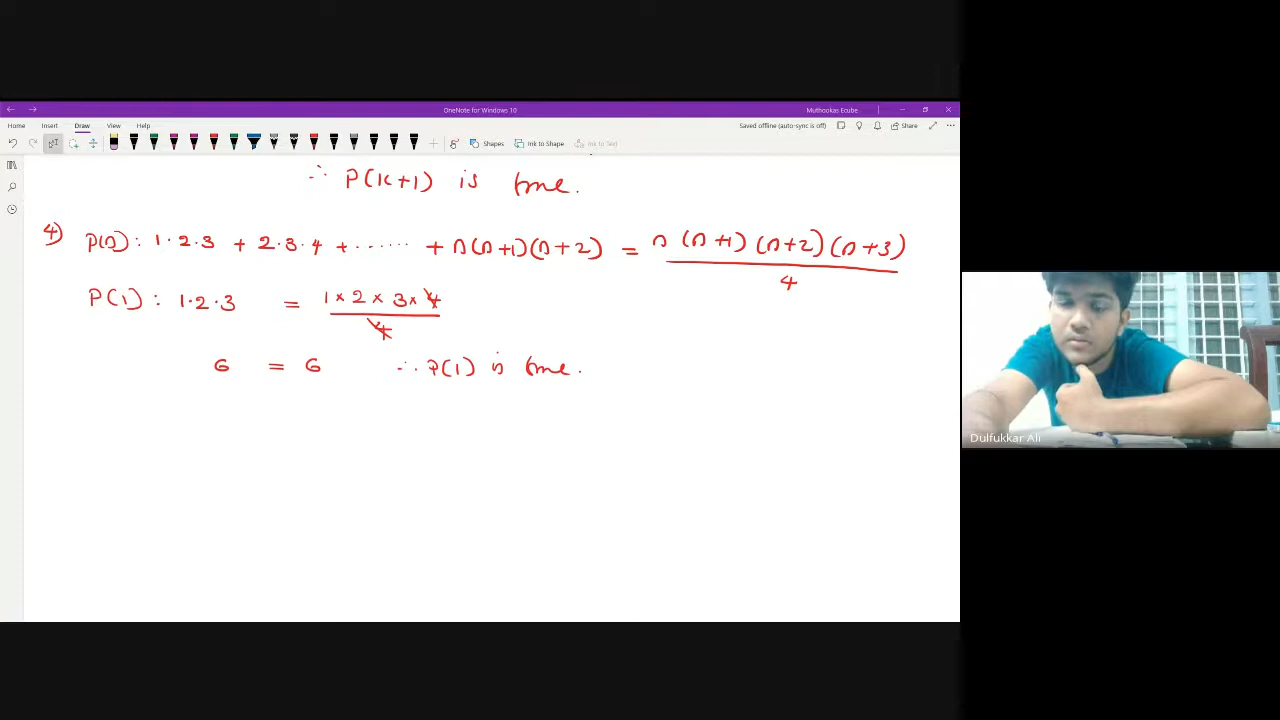 OneNote for Windows 10
Muthookas Ecube
Home Insert Draw View Help
Saved offline (auto-sync is off)
Share
Shapes
Ink to Shape
Ink to Text
∴ P(k+1) is true.
4) P(n): 1·2·3 + 2·3·4 + ······ + n(n+1)(n+2) = n(n+1)(n+2)(n+3)/4
P(1): 1·2·3 = 1×2×3×4/4
6 = 6 ∴ P(1) is true.
Dulfukkar Ali